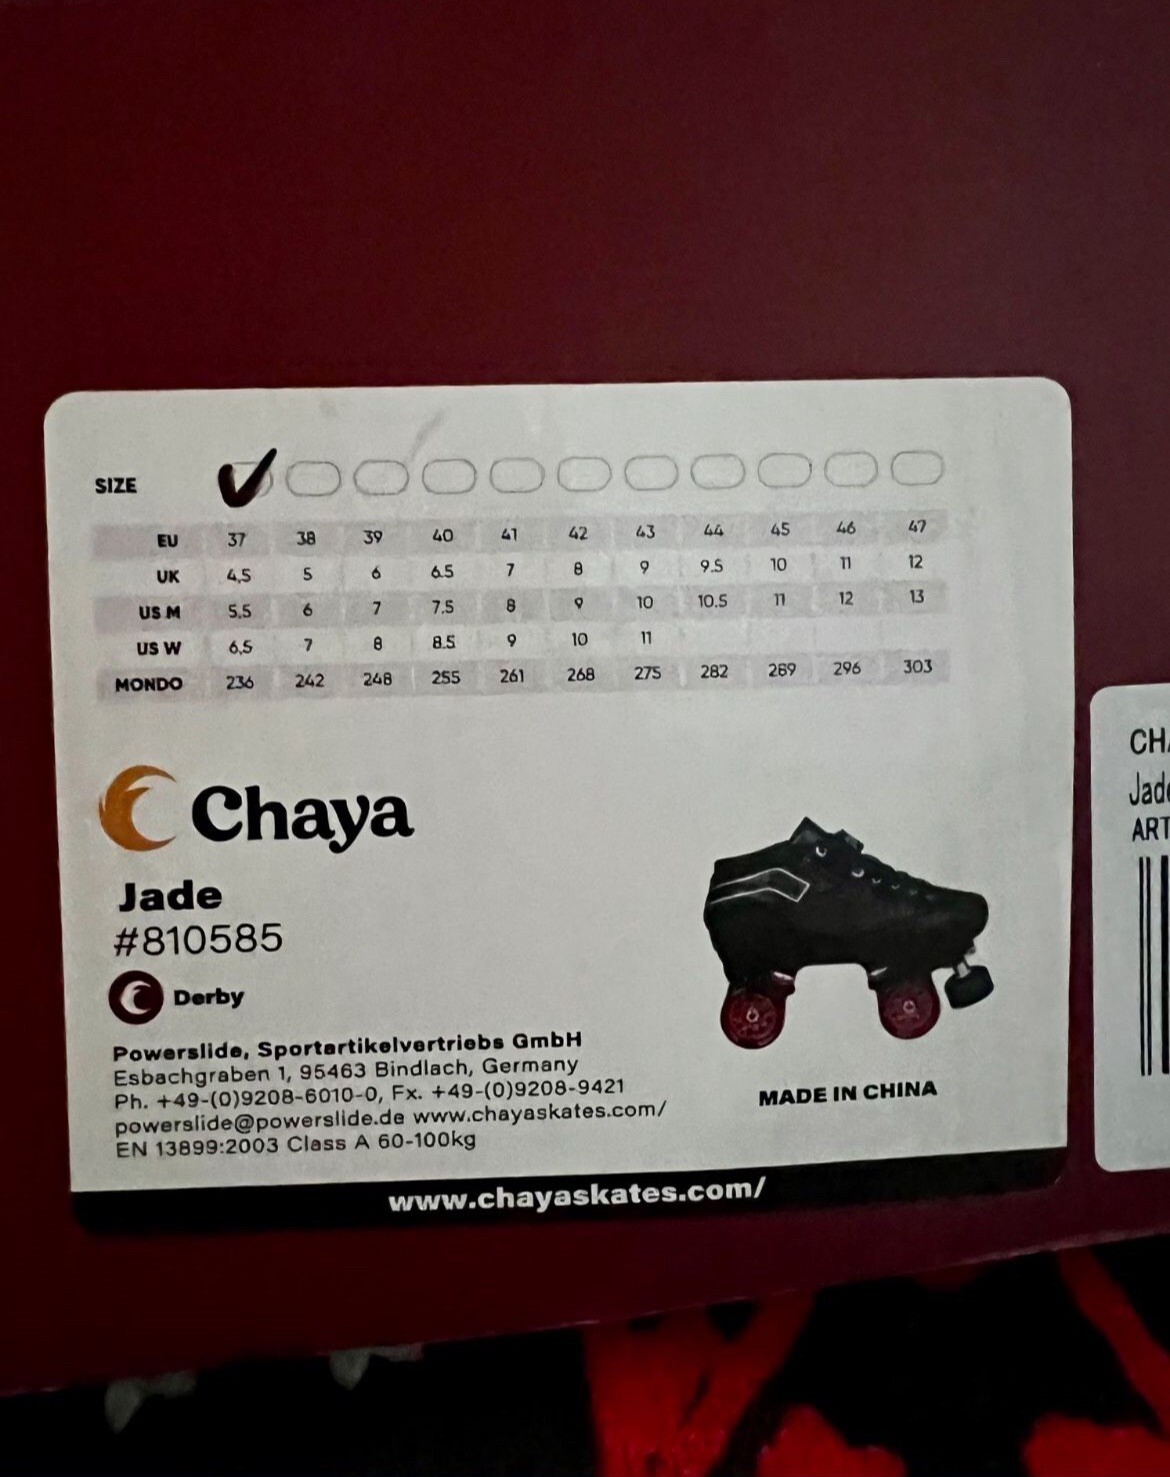 SIZE
EU 37 38 39 40 41 42 43 44 45 46 47
UK 4,5 5 6 6.5 7 8 9 9.5 10 11 12
US M 5,5 6 7 7.5 8 9 10 10.5 11 12 13
US W 6,5 7 8 8.5 9 10 11
MONDO 236 242 248 255 261 268 275 282 289 296 303
Chaya
Jade
#810585
Derby
Powerslide, Sportartikelvertriebs GmbH
Esbachgraben 1, 95463 Bindlach, Germany
Ph. +49-(0)9208-6010-0, Fx. +49-(0)9208-9421
powerslide@powerslide.de www.chayaskates.com/
EN 13899:2003 Class A 60-100kg
MADE IN CHINA
www.chayaskates.com/
CHA
Jade
ART